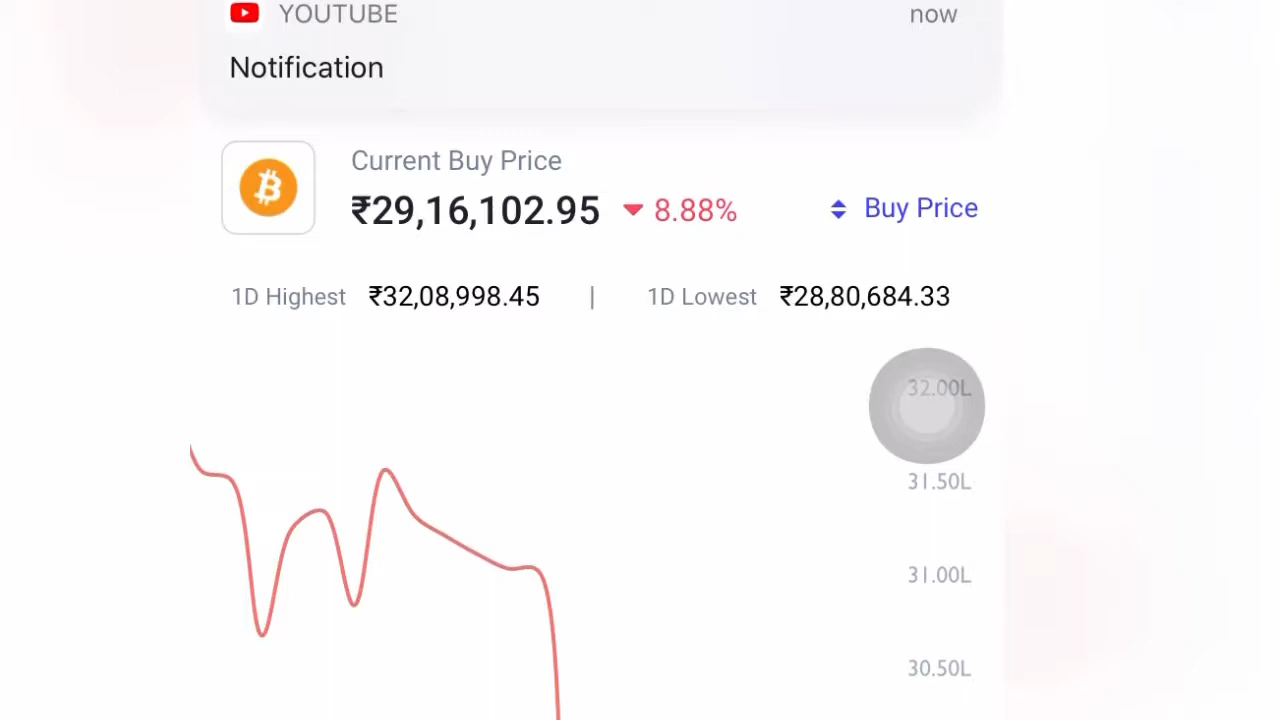 YOUTUBE now
Notification
Current Buy Price
₹29,16,102.95 8.88% Buy Price
1D Highest ₹32,08,998.45 | 1D Lowest ₹28,80,684.33
32.00L
31.50L
31.00L
30.50L